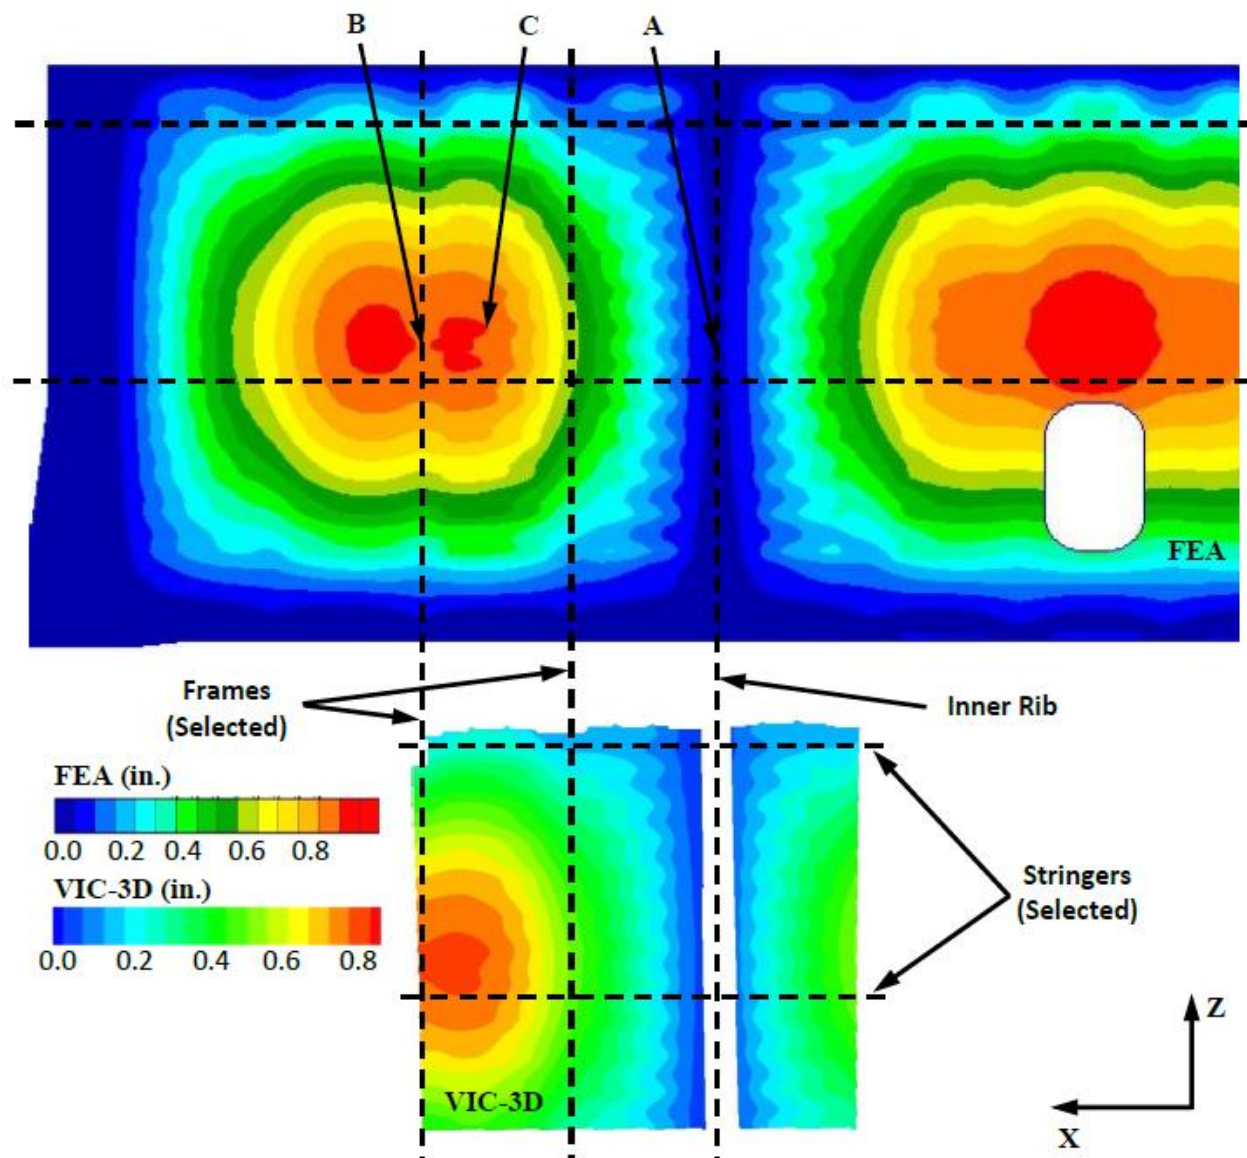 B C A
FEA
Frames
(Selected)
Inner Rib
FEA (in.)
0.0 0.2 0.4 0.6 0.8
VIC-3D (in.)
0.0 0.2 0.4 0.6 0.8
Stringers
(Selected)
VIC-3D
Z
X